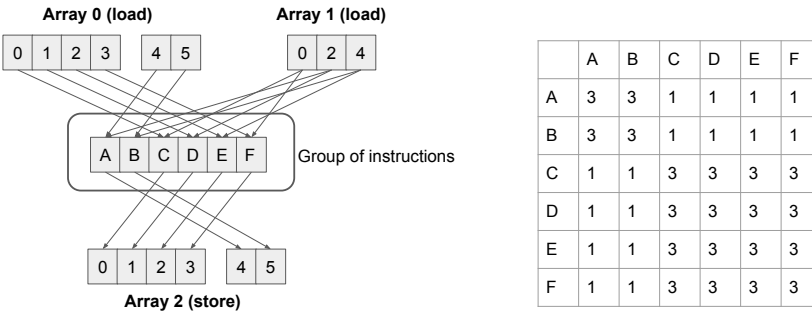 Array 0 (load) Array 1 (load)
0 1 2 3 4 5 0 2 4
A B C D E F
Group of instructions
0 1 2 3 4 5
Array 2 (store)
A B C D E F
A 3 3 1 1 1 1
B 3 3 1 1 1 1
C 1 1 3 3 3 3
D 1 1 3 3 3 3
E 1 1 3 3 3 3
F 1 1 3 3 3 3